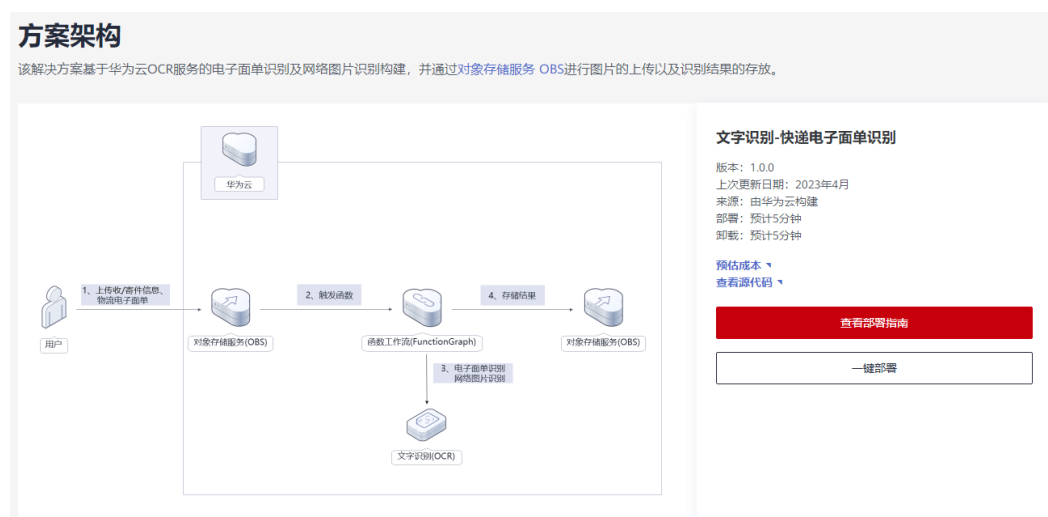 方案架构
该解决方案基于华为云OCR服务的电子面单识别及网络图片识别构建，并通过对象存储服务 OBS进行图片的上传以及识别结果的存放。
华为云
1、上传收/寄件信息、
物流电子面单
2、触发函数
4、存储结果
用户
对象存储服务(OBS)
函数工作流(FunctionGraph)
对象存储服务(OBS)
3、电子面单识别
网络图片识别
文字识别(OCR)
文字识别-快递电子面单识别
版本：1.0.0
上次更新日期：2023年4月
来源：由华为云构建
部署：预计5分钟
卸载：预计5分钟
预估成本
查看源代码
查看部署指南
一键部署